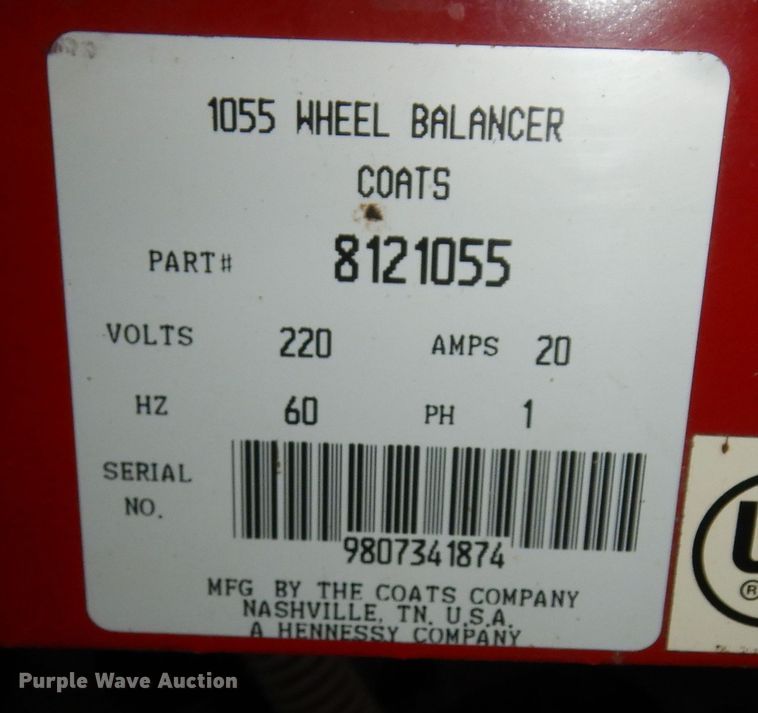 1055 WHEEL BALANCER
COATS
PART# 8121055
VOLTS 220 AMPS 20
HZ 60 PH 1
SERIAL
NO.
9807341874
MFG BY THE COATS COMPANY
NASHVILLE, TN. U.S.A.
A HENNESSY COMPANY
®
Purple Wave Auction